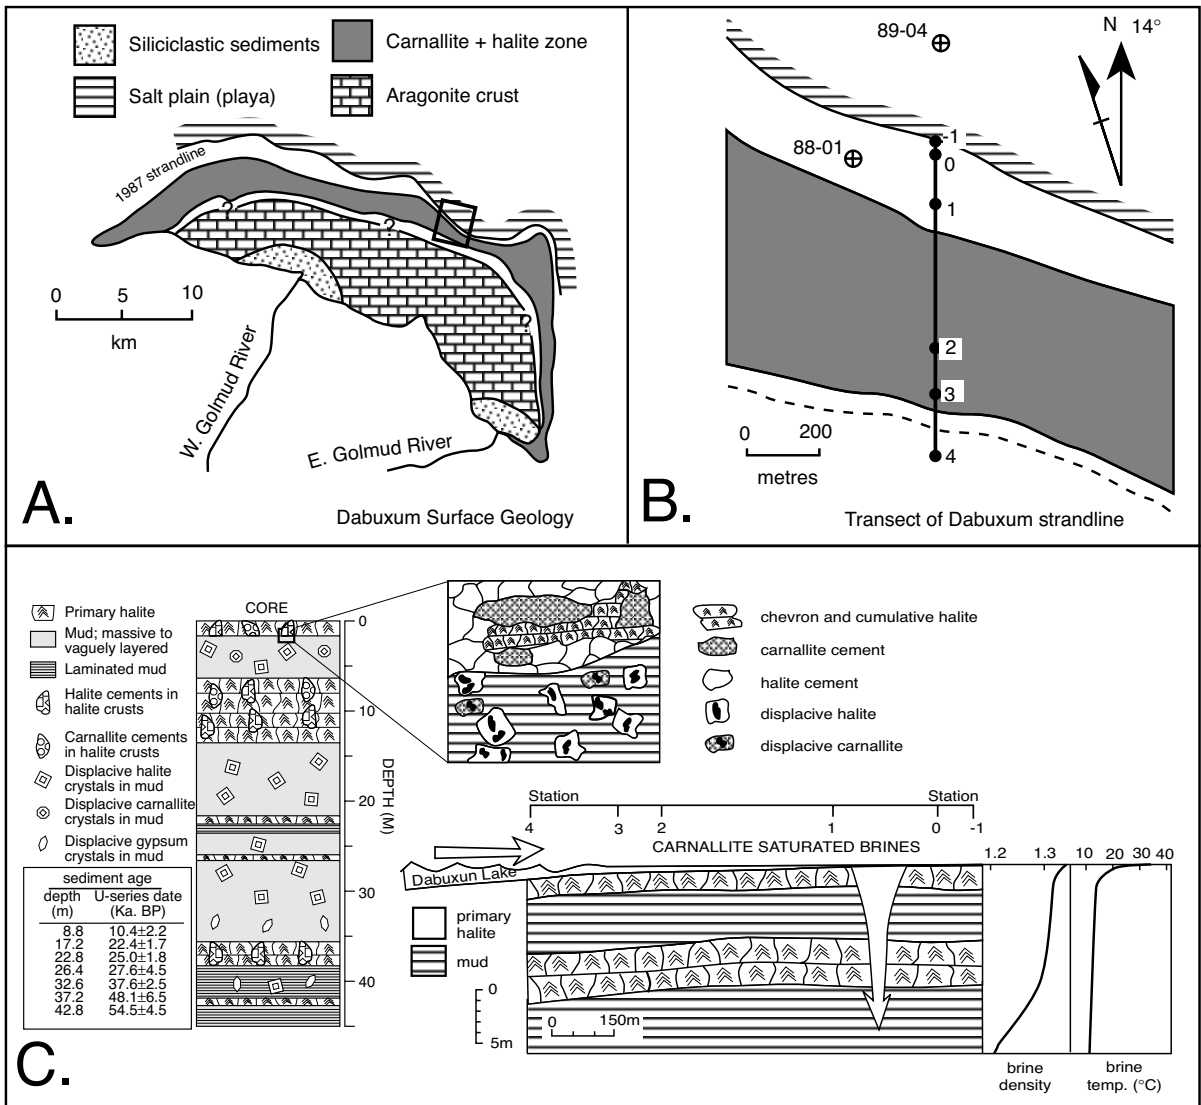 Siliciclastic sediments
Carnallite + halite zone
Salt plain (playa)
Aragonite crust
1987 strandline
?
?
?
0 5 10
km
W. Golmud River
E. Golmud River
A.
Dabuxum Surface Geology
89-04
N 14°
88-01
-1
0
1
2
3
4
0 200
metres
B.
Transect of Dabuxum strandline
Primary halite
Mud; massive to
vaguely layered
Laminated mud
Halite cements in
halite crusts
Carnallite cements
in halite crusts
Displacive halite
crystals in mud
Displacive carnallite
crystals in mud
Displacive gypsum
crystals in mud
sediment age
depth U-series date
(m) (Ka. BP)
8.8 10.4±2.2
17.2 22.4±1.7
22.8 25.0±1.8
26.4 27.6±4.5
32.6 37.6±2.5
37.2 48.1±6.5
42.8 54.5±4.5
C.
CORE
0
10
20
30
40
DEPTH (M)
chevron and cumulative halite
carnallite cement
halite cement
displacive halite
displacive carnallite
Station Station
4 3 2 1 0 -1
CARNALLITE SATURATED BRINES
Dabuxun Lake
primary
halite
mud
0
5m
0 150m
1.2 1.3 10 20 30 40
brine
density
brine
temp. (°C)